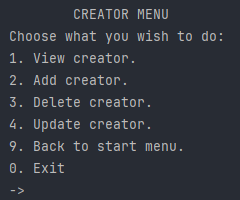 CREATOR MENU
Choose what you wish to do:
1. View creator.
2. Add creator.
3. Delete creator.
4. Update creator.
9. Back to start menu.
0. Exit
->